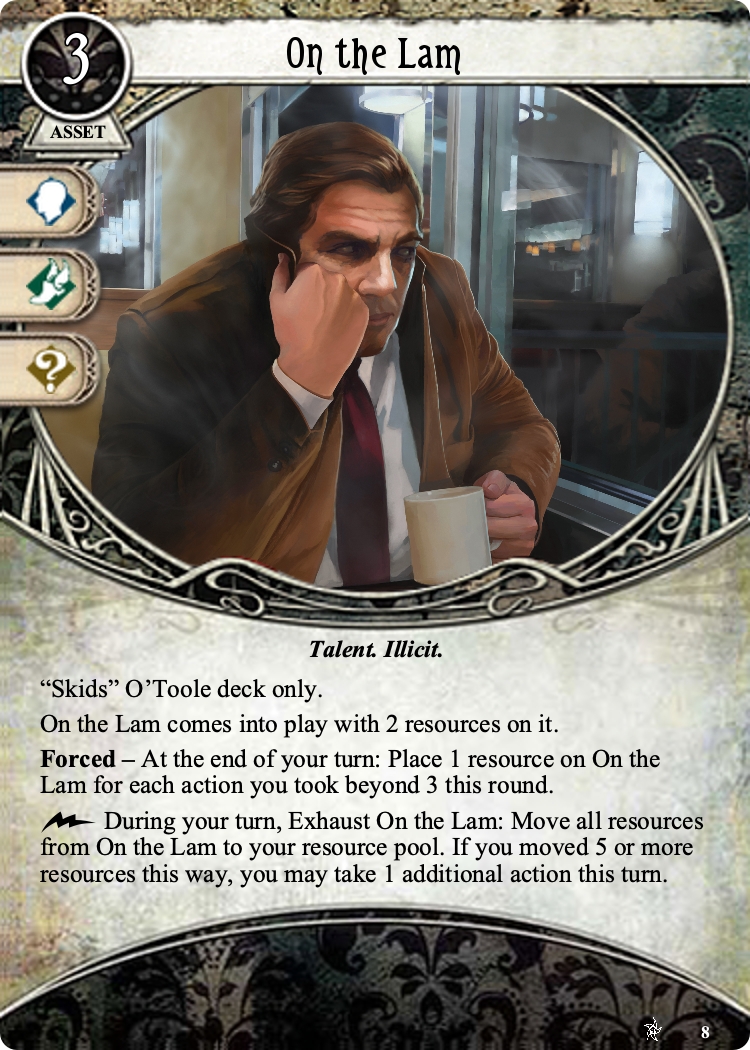 3
On the Lam
ASSET
?
Talent. Illicit.
“Skids” O’Toole deck only.
On the Lam comes into play with 2 resources on it.
Forced – At the end of your turn: Place 1 resource on On the
Lam for each action you took beyond 3 this round.
During your turn, Exhaust On the Lam: Move all resources
from On the Lam to your resource pool. If you moved 5 or more
resources this way, you may take 1 additional action this turn.
8